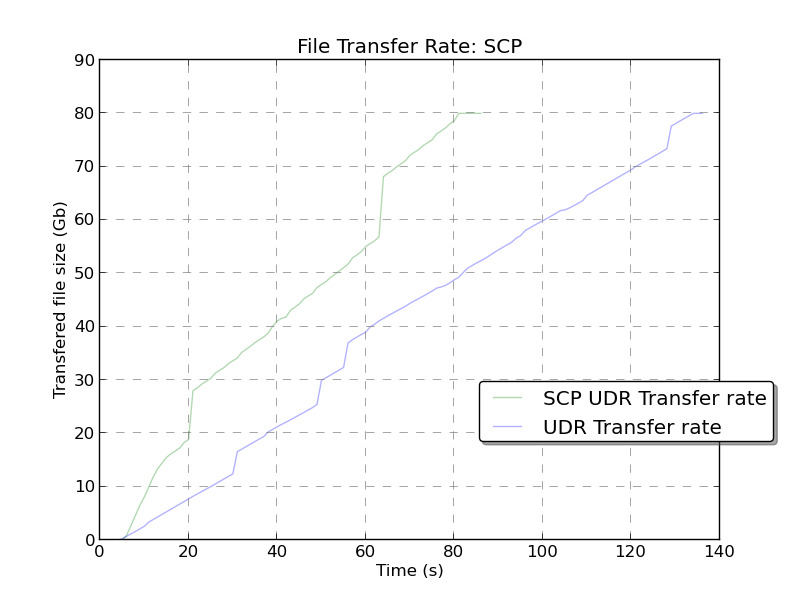 File Transfer Rate: SCP
90
80
70
60
50
40
30
20
10
0
Transfered file size (Gb)
SCP UDR Transfer rate
UDR Transfer rate
0 20 40 60 80 100 120 140
Time (s)